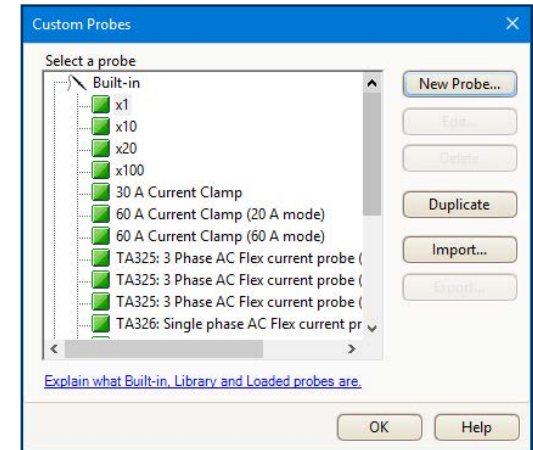 Custom Probes
Select a probe
Built-in
x1
x10
x20
x100
30 A Current Clamp
60 A Current Clamp (20 A mode)
60 A Current Clamp (60 A mode)
TA325: 3 Phase AC Flex current probe (
TA325: 3 Phase AC Flex current probe (
TA325: 3 Phase AC Flex current probe (
TA326: Single phase AC Flex current pr
New Probe...
Edit...
Delete
Duplicate
Import...
Export...
Explain what Built-in, Library and Loaded probes are.
OK
Help